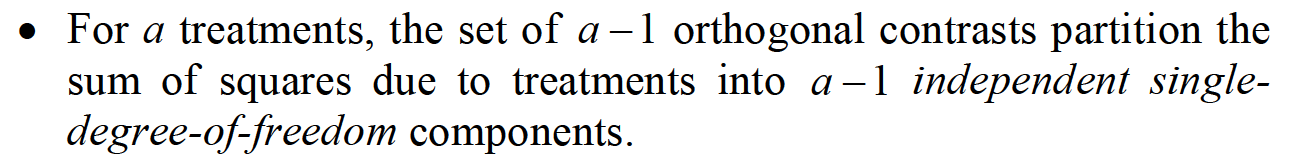 • For a treatments, the set of a – 1 orthogonal contrasts partition the
sum of squares due to treatments into a – 1 independent single-
degree-of-freedom components.